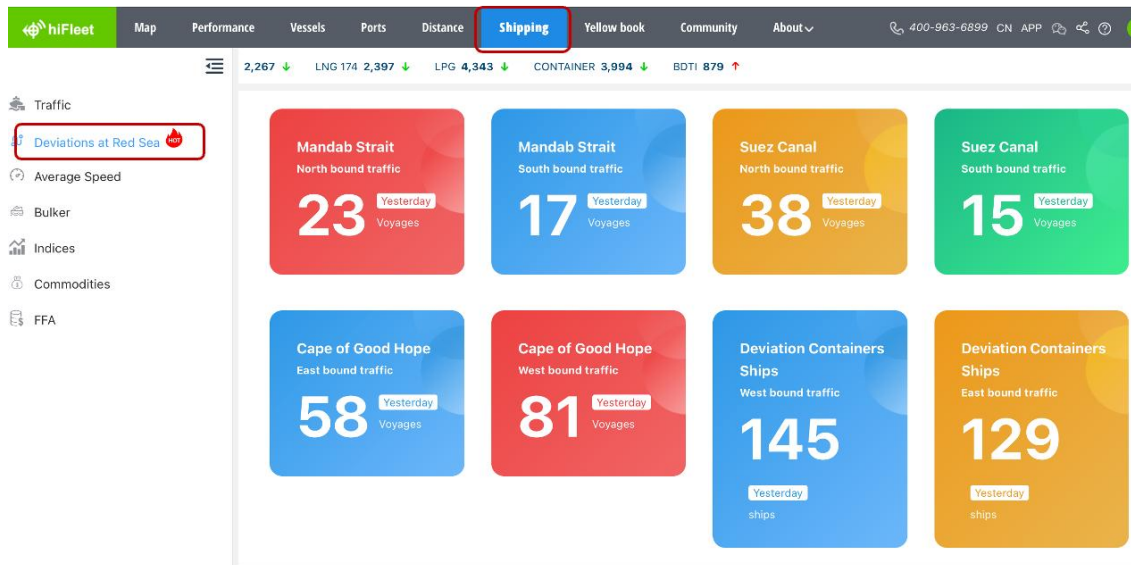 hiFleet Map Performance Vessels Ports Distance Shipping Yellow book Community About 400-963-6899 CN APP
2,267 ↓ LNG 174 2,397 ↓ LPG 4,343 ↓ CONTAINER 3,994 ↓ BDTI 879 ↑
Traffic
Deviations at Red Sea HOT
Average Speed
Bulker
Indices
Commodities
FFA
Mandab Strait
North bound traffic
23 Yesterday
Voyages
Mandab Strait
South bound traffic
17 Yesterday
Voyages
Suez Canal
North bound traffic
38 Yesterday
Voyages
Suez Canal
South bound traffic
15 Yesterday
Voyages
Cape of Good Hope
East bound traffic
58 Yesterday
Voyages
Cape of Good Hope
West bound traffic
81 Yesterday
Voyages
Deviation Containers
Ships
West bound traffic
145
Yesterday
ships
Deviation Containers
Ships
East bound traffic
129
Yesterday
ships